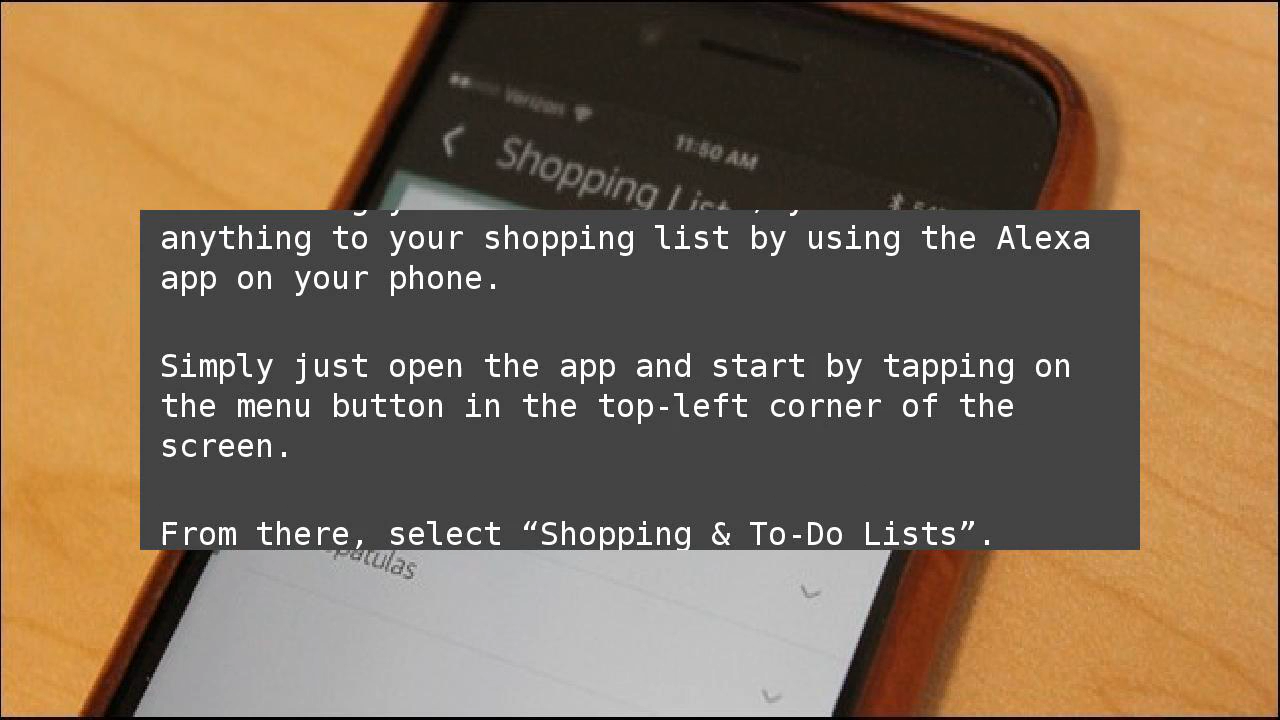 Verizon
11:50 AM
Shopping List
anything to your shopping list by using the Alexa
app on your phone.
Simply just open the app and start by tapping on
the menu button in the top-left corner of the
screen.
From there, select “Shopping & To-Do Lists”.